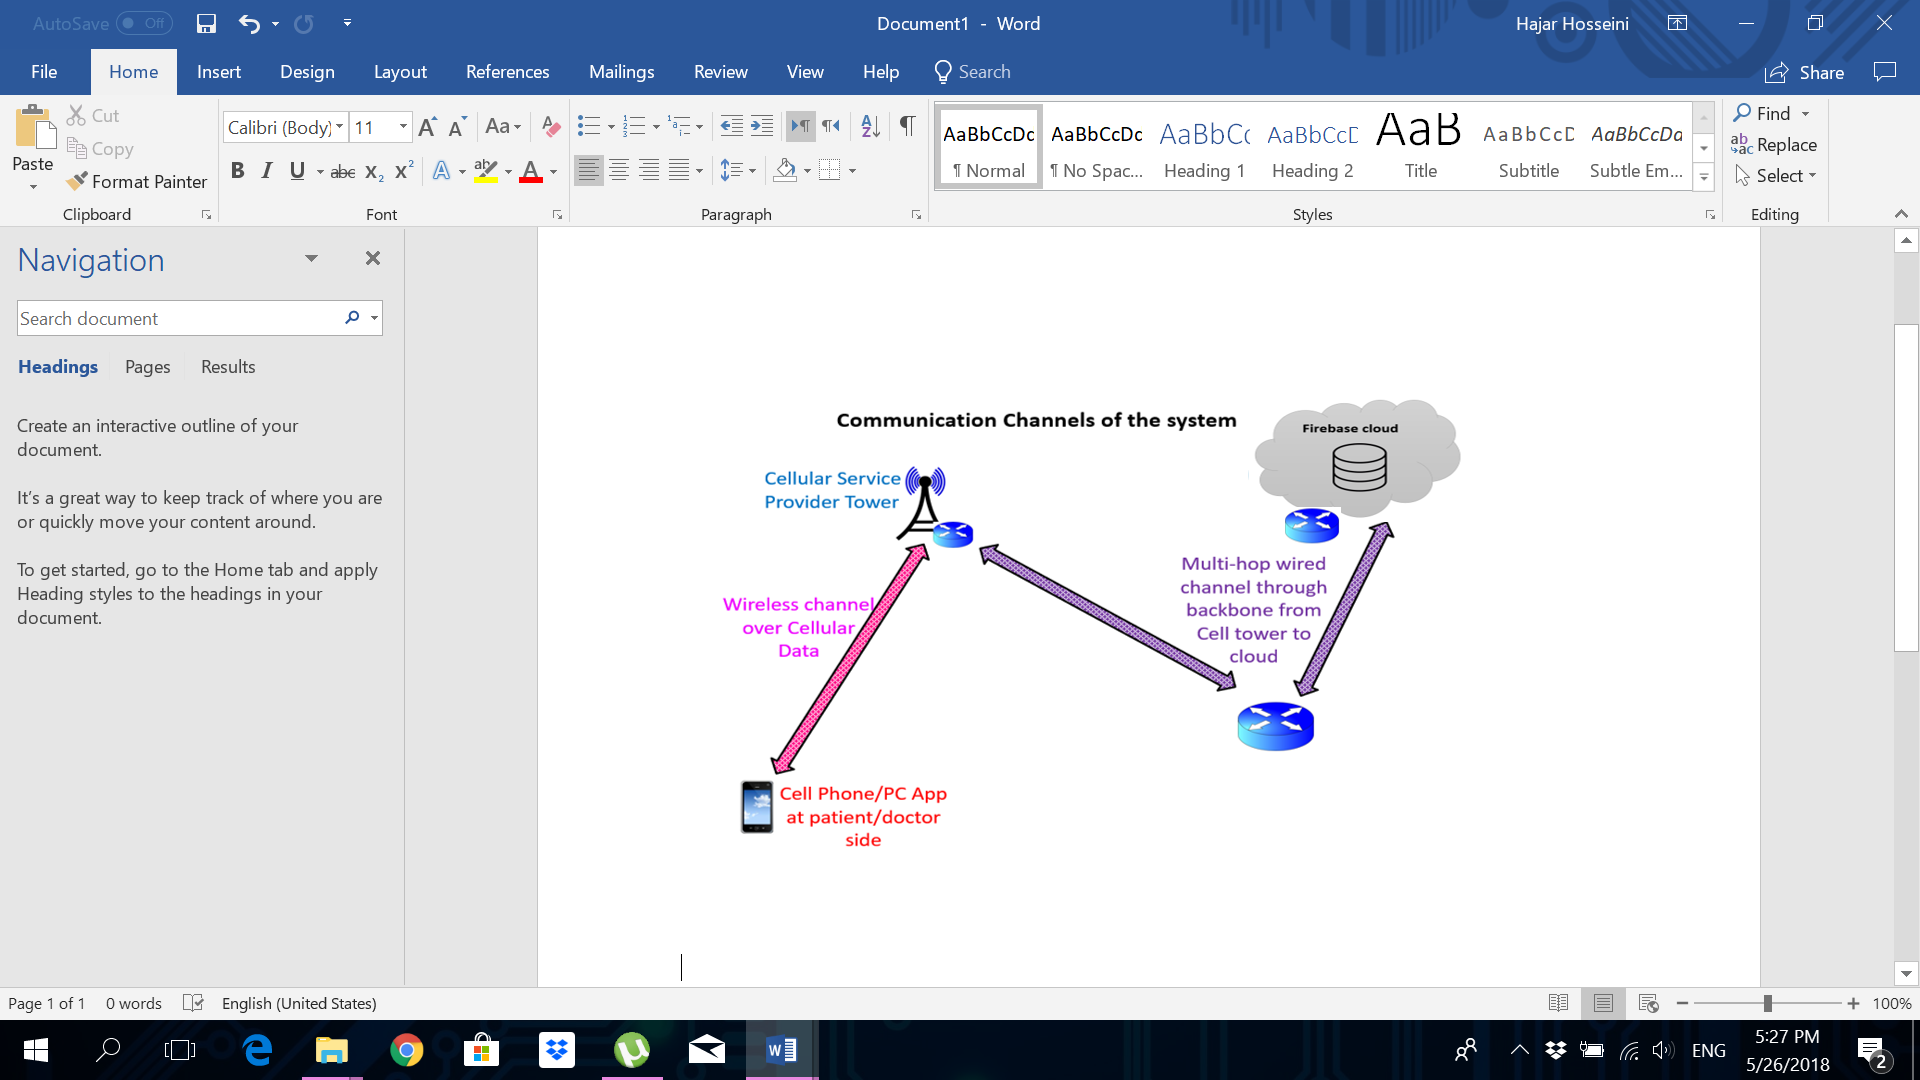 AutoSave Off
Document1 - Word
Hajar Hosseini
File Home Insert Design Layout References Mailings Review View Help Search
Share
Paste
Cut
Copy
Format Painter
Clipboard
Calibri (Body) 11
Aa
B I U abc X₂ X²
A ab A
Font
Paragraph
AaBbCcDc
¶ Normal
AaBbCcDc
¶ No Spac...
AaBbCc
Heading 1
AaBbCcD
Heading 2
AaB
Title
AaBbCcD
Subtitle
AaBbCcDd
Subtle Em...
Styles
Find
Replace
Select
Editing
Navigation
Search document
Headings Pages Results
Create an interactive outline of your
document.
It's a great way to keep track of where you are
or quickly move your content around.
To get started, go to the Home tab and apply
Heading styles to the headings in your
document.
Communication Channels of the system
Firebase cloud
Cellular Service
Provider Tower
Multi-hop wired
channel through
backbone from
Cell tower to
cloud
Wireless channel
over Cellular
Data
Cell Phone/PC App
at patient/doctor
side
Page 1 of 1 0 words English (United States)
100%
ENG
5:27 PM
5/26/2018
2